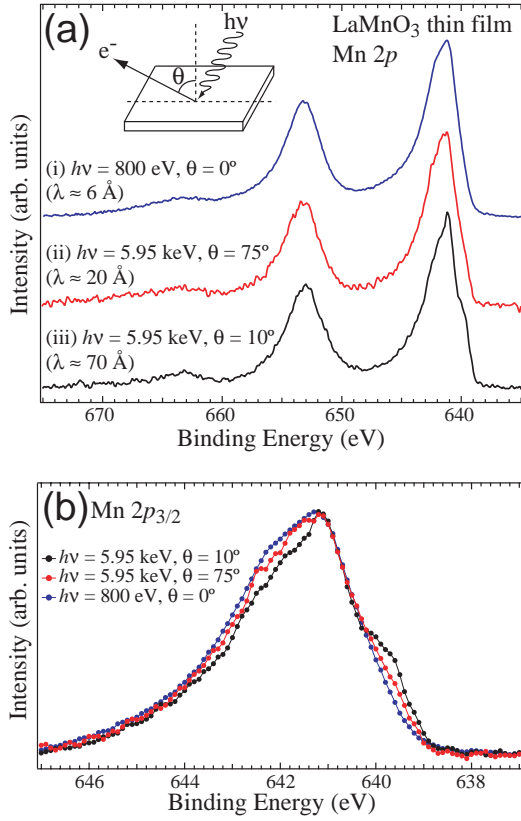 (a)
hν
LaMnO₃ thin film
Mn 2p
e⁻
θ
(i) hν = 800 eV, θ = 0º
(λ ≈ 6 Å)
(ii) hν = 5.95 keV, θ = 75º
(λ ≈ 20 Å)
(iii) hν = 5.95 keV, θ = 10º
(λ ≈ 70 Å)
Intensity (arb. units)
670 660 650 640
Binding Energy (eV)
(b) Mn 2p₃/₂
hν = 5.95 keV, θ = 10º
hν = 5.95 keV, θ = 75º
hν = 800 eV, θ = 0º
Intensity (arb. units)
646 644 642 640 638
Binding Energy (eV)